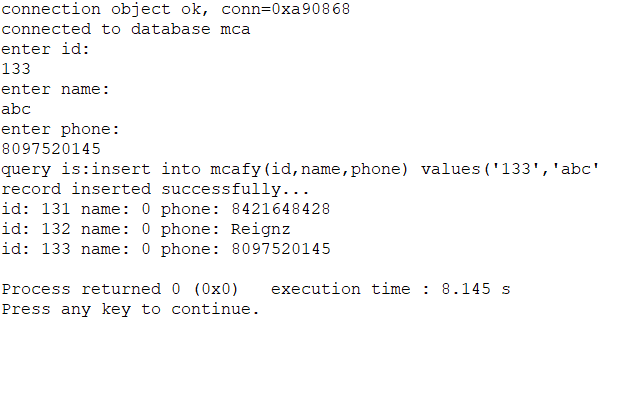 connection object ok, conn=0xa90868
connected to database mca
enter id:
133
enter name:
abc
enter phone:
8097520145
query is:insert into mcafy(id,name,phone) values('133','abc'
record inserted successfully...
id: 131 name: 0 phone: 8421648428
id: 132 name: 0 phone: Reignz
id: 133 name: 0 phone: 8097520145
Process returned 0 (0x0)   execution time : 8.145 s
Press any key to continue.